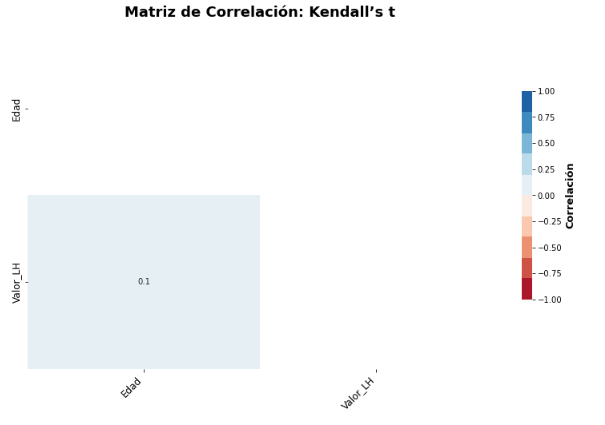 Matriz de Correlación: Kendall’s t
Edad
Valor_LH
0.1
Edad
Valor_LH
1.00
0.75
0.50
0.25
0.00
−0.25
−0.50
−0.75
−1.00
Correlación